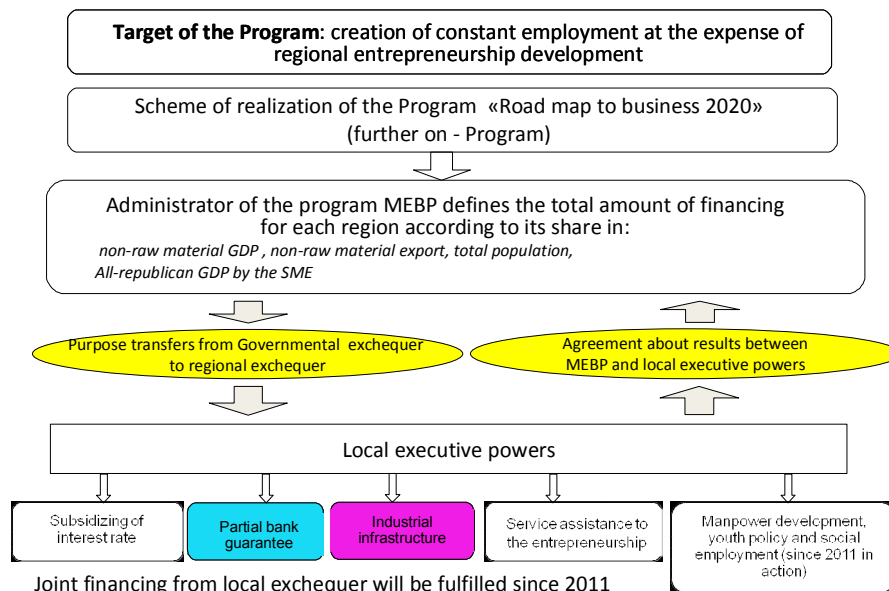 Target of the Program: creation of constant employment at the expense of
regional entrepreneurship development
Scheme of realization of the Program «Road map to business 2020»
(further on - Program)
Administrator of the program MEBP defines the total amount of financing
for each region according to its share in:
non-raw material GDP , non-raw material export, total population,
All-republican GDP by the SME
Purpose transfers from Governmental exchequer
to regional exchequer
Agreement about results between
MEBP and local executive powers
Local executive powers
Subsidizing of
interest rate
Partial bank
guarantee
Industrial
infrastructure
Service assistance to
the entrepreneurship
Manpower development,
youth policy and social
employment (since 2011 in
action)
Joint financing from local exchequer will be fulfilled since 2011